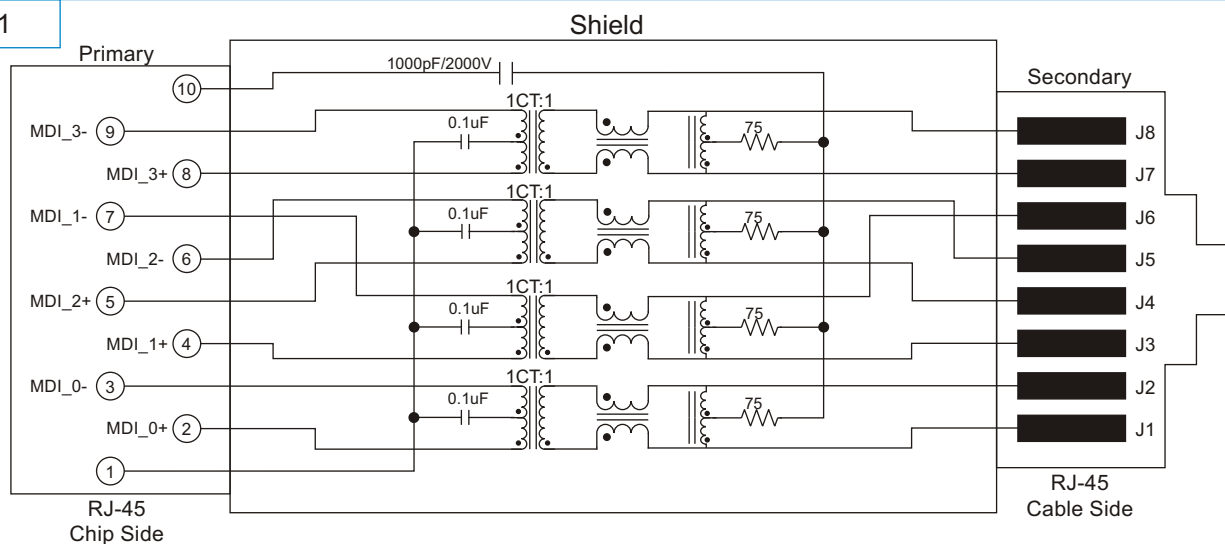 1
Shield
Primary
Secondary
10
1000pF/2000V
1CT:1
MDI_3- 9
0.1uF
75
J8
MDI_3+ 8
J7
1CT:1
MDI_1- 7
0.1uF
75
J6
MDI_2- 6
J5
1CT:1
MDI_2+ 5
0.1uF
75
J4
MDI_1+ 4
J3
1CT:1
MDI_0- 3
0.1uF
75
J2
MDI_0+ 2
J1
1
RJ-45
Chip Side
RJ-45
Cable Side